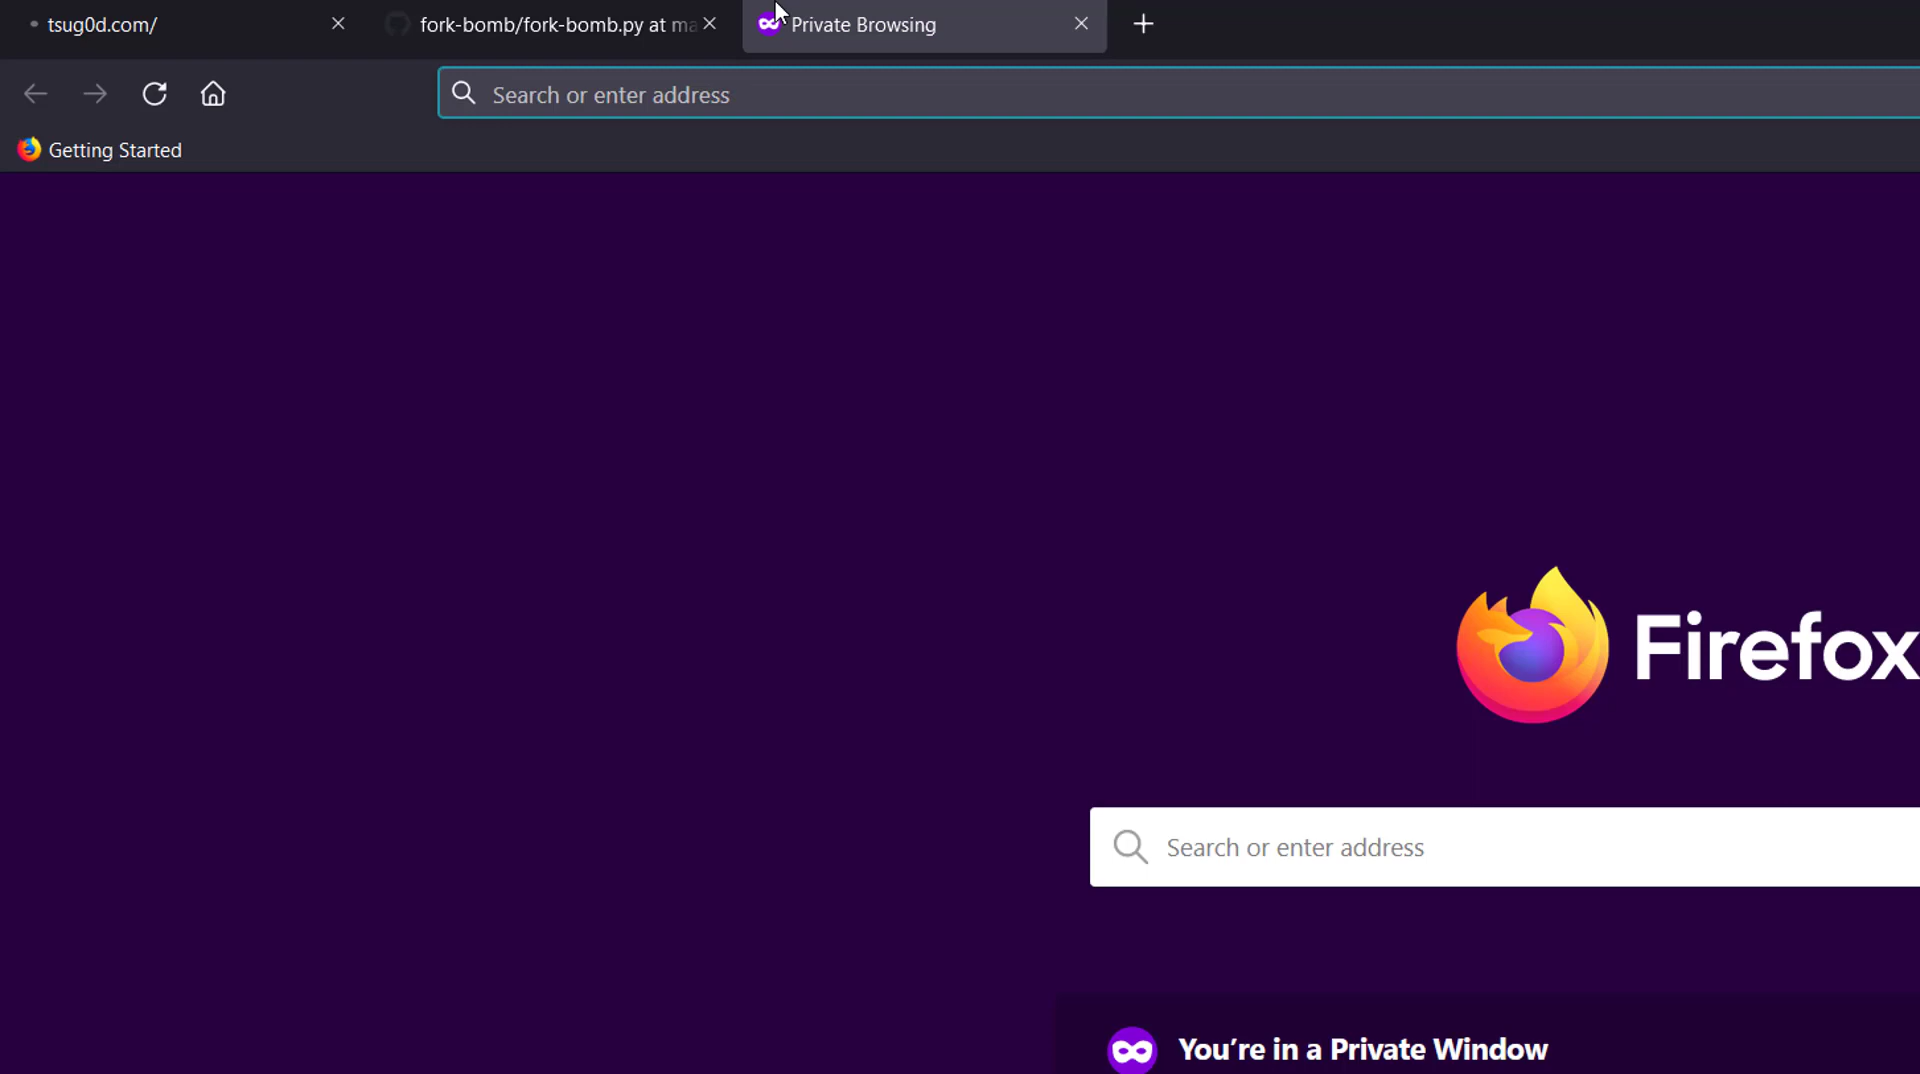 tsug0d.com/
fork-bomb/fork-bomb.py at ma
Private Browsing
Search or enter address
Getting Started
Firefox
Search or enter address
You're in a Private Window